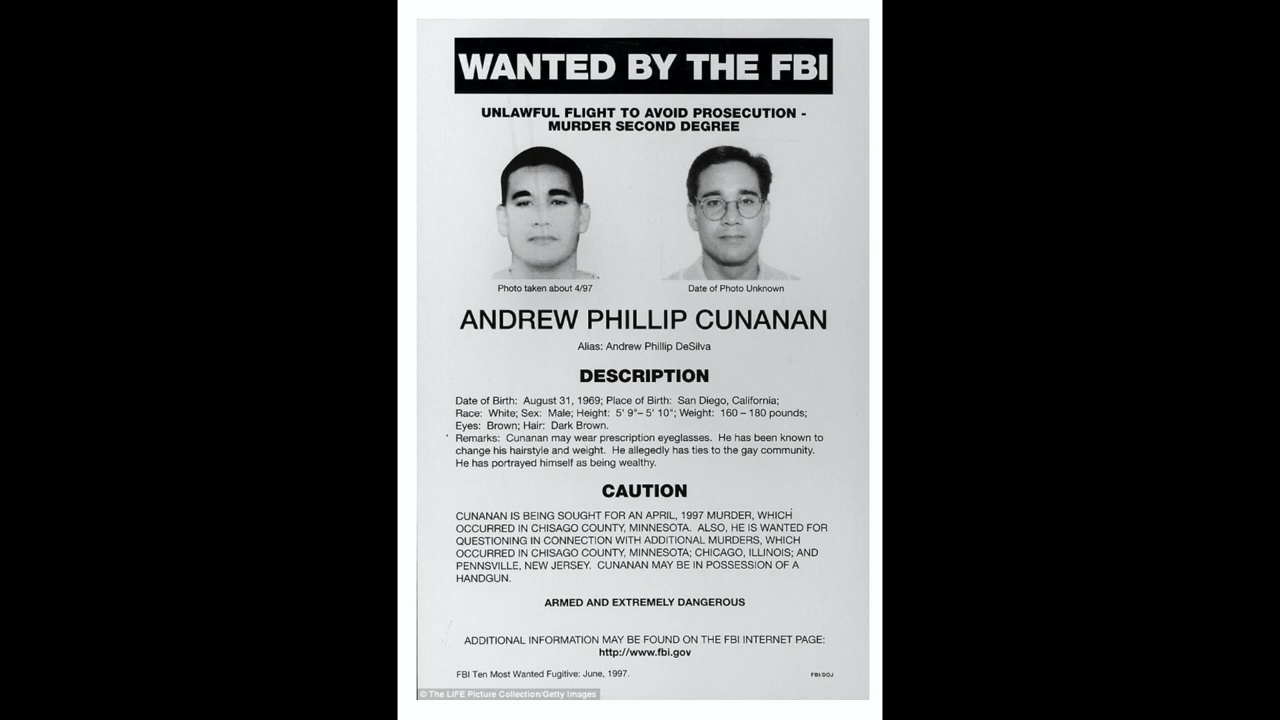 WANTED BY THE FBI
UNLAWFUL FLIGHT TO AVOID PROSECUTION -
MURDER SECOND DEGREE
Photo taken about 4/97
Date of Photo Unknown
ANDREW PHILLIP CUNANAN
Alias: Andrew Phillip DeSilva
DESCRIPTION
Date of Birth: August 31, 1969; Place of Birth: San Diego, California;
Race: White; Sex: Male; Height: 5' 9"– 5' 10"; Weight: 160 – 180 pounds;
Eyes: Brown; Hair: Dark Brown.
Remarks: Cunanan may wear prescription eyeglasses. He has been known to
change his hairstyle and weight. He allegedly has ties to the gay community.
He has portrayed himself as being wealthy.
CAUTION
CUNANAN IS BEING SOUGHT FOR AN APRIL, 1997 MURDER, WHICH
OCCURRED IN CHISAGO COUNTY, MINNESOTA. ALSO, HE IS WANTED FOR
QUESTIONING IN CONNECTION WITH ADDITIONAL MURDERS, WHICH
OCCURRED IN CHISAGO COUNTY, MINNESOTA; CHICAGO, ILLINOIS; AND
PENNSVILLE, NEW JERSEY. CUNANAN MAY BE IN POSSESSION OF A
HANDGUN.
ARMED AND EXTREMELY DANGEROUS
ADDITIONAL INFORMATION MAY BE FOUND ON THE FBI INTERNET PAGE:
http://www.fbi.gov
FBI Ten Most Wanted Fugitive: June, 1997.
FBI/DOJ
© The LIFE Picture Collection/Getty Images